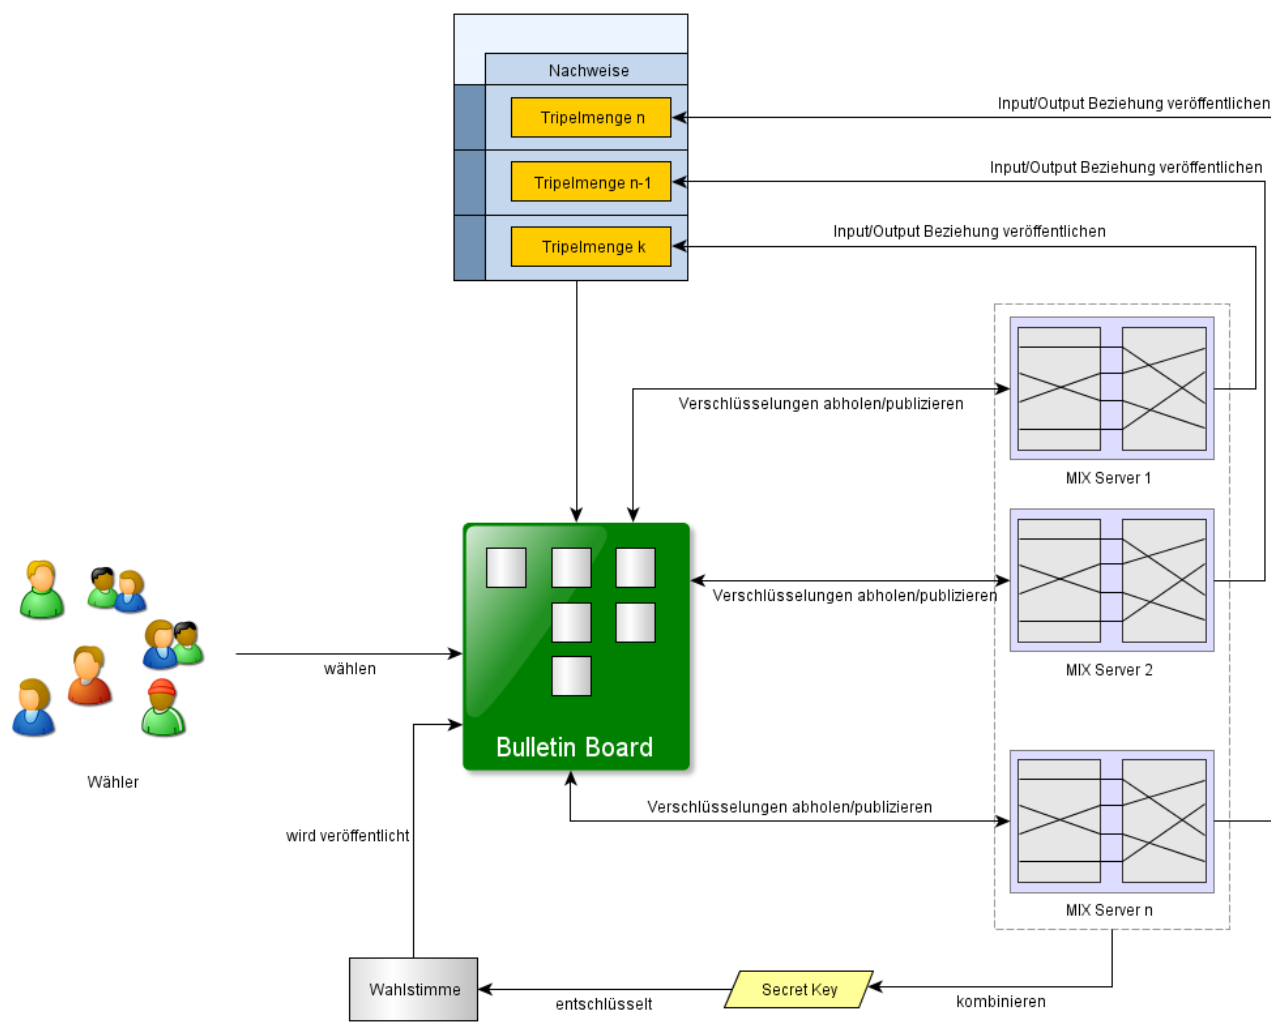 Nachweise
Tripelmenge n
Input/Output Beziehung veröffentlichen
Tripelmenge n-1
Input/Output Beziehung veröffentlichen
Tripelmenge k
Input/Output Beziehung veröffentlichen
Verschlüsselungen abholen/publizieren
MIX Server 1
Verschlüsselungen abholen/publizieren
wählen
MIX Server 2
Bulletin Board
Wähler
Verschlüsselungen abholen/publizieren
wird veröffentlicht
MIX Server n
Wahlstimme
entschlüsselt
Secret Key
kombinieren